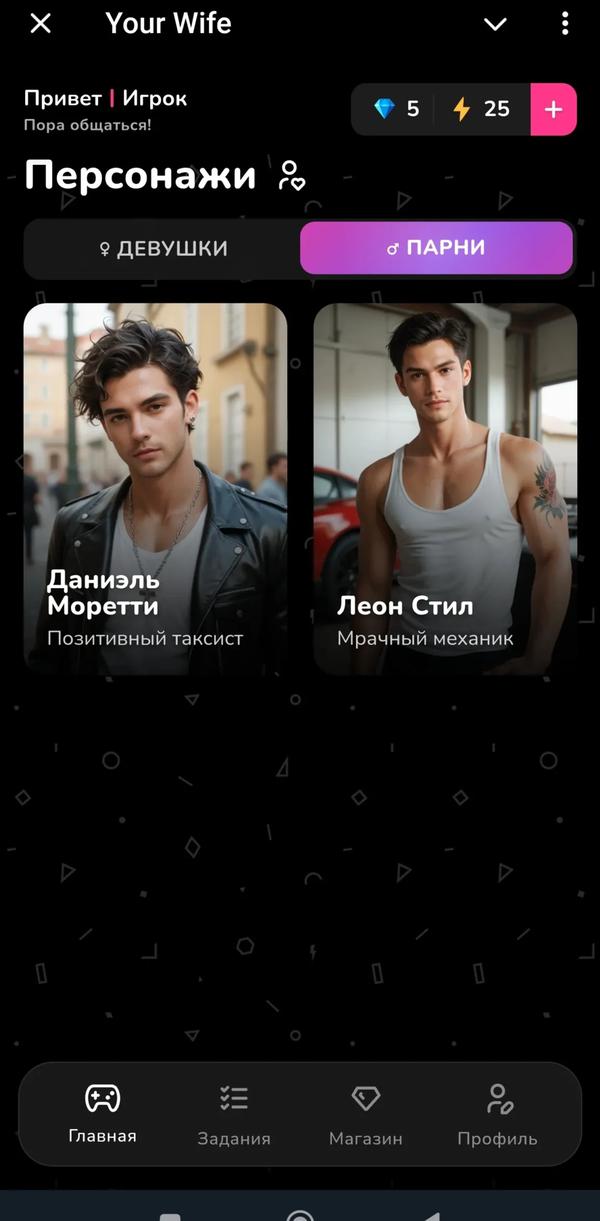 Your Wife
Привет | Игрок
5
25
+
Пора общаться!
Персонажи
♀ ДЕВУШКИ
♂ ПАРНИ
Даниэль
Моретти
Позитивный таксист
Леон Стил
Мрачный механик
Главная
Задания
Магазин
Профиль